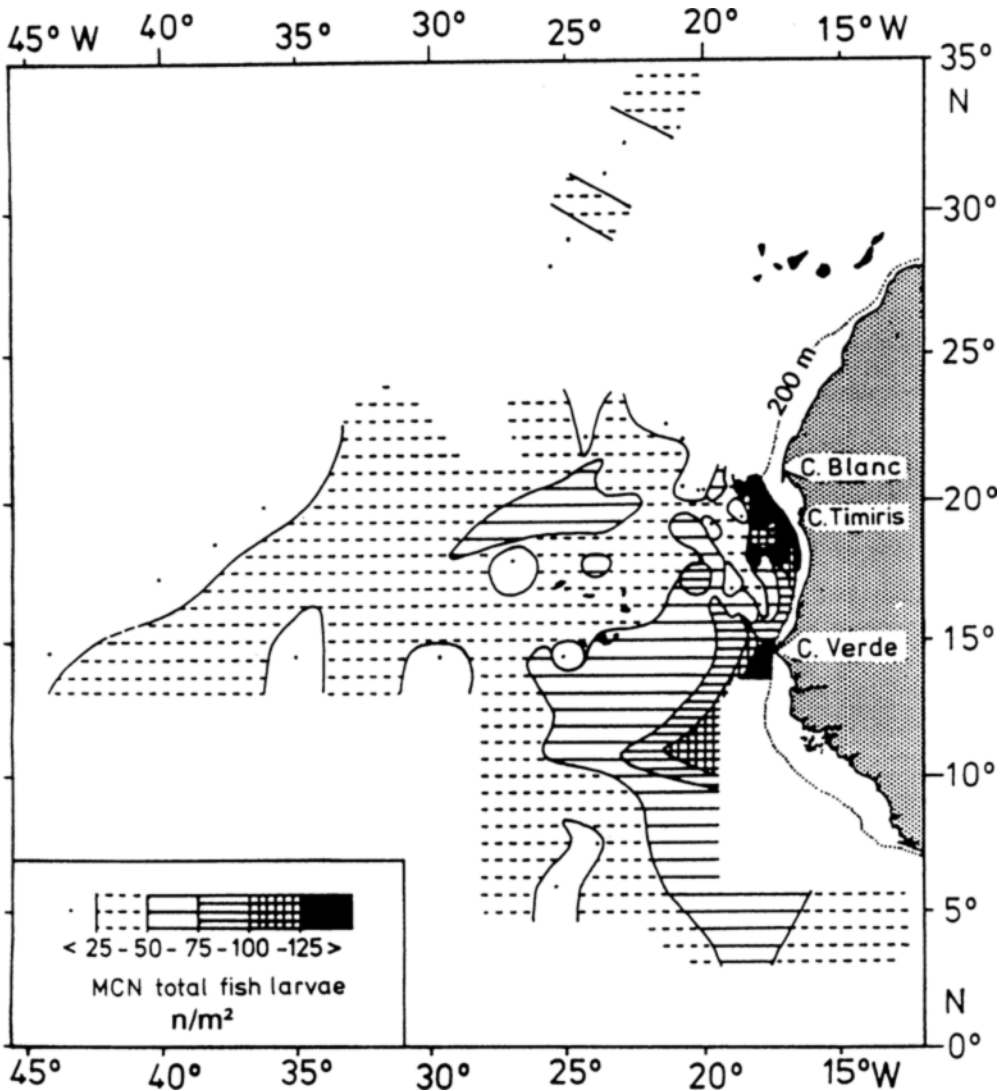 45° W 40° 35° 30° 25° 20° 15°W
35°
N
30°
25°
200 m
C. Blanc
20°
C. Timiris
15°
C. Verde
10°
5°
< 25 - 50 - 75 - 100 - 125 >
MCN total fish larvae
n/m²
N
0°
45° 40° 35° 30° 25° 20° 15°W